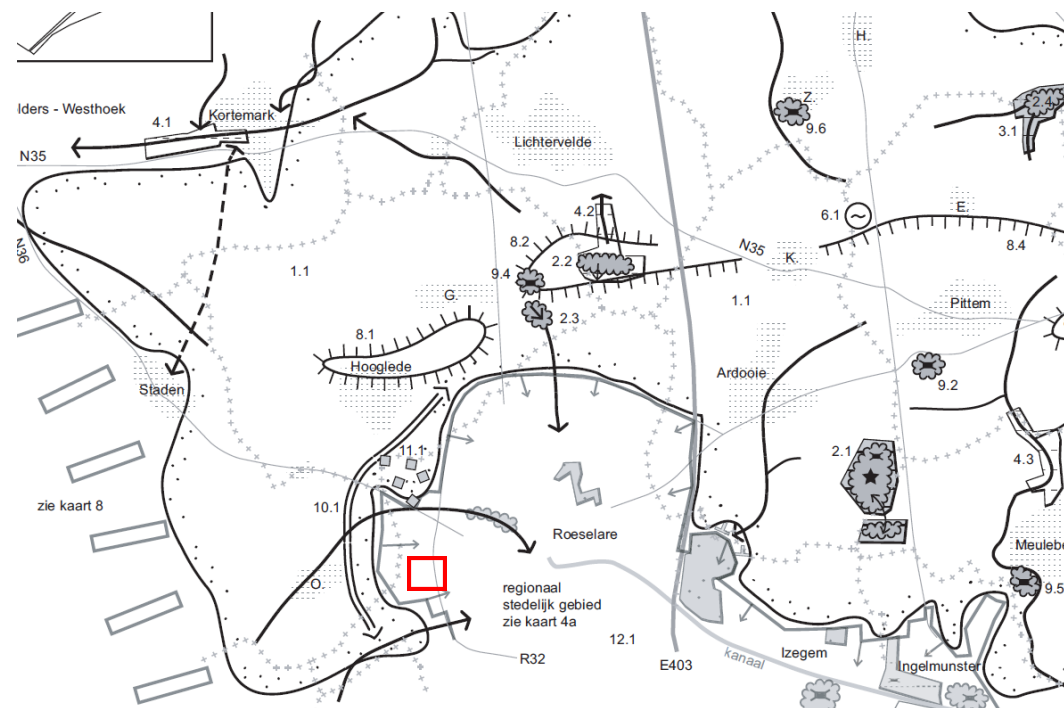 H.
2.4
Z.
lders - Westhoek
4.1
Kortemark
9.6
3.1
Lichtervelde
N35
4.2
6.1
E.
N36
8.2
N35
8.4
2.2
K.
1.1
9.4
1.1
G.
Pittem
2.3
8.1
Hooglede
Ardooie
9.2
Staden
11.1
2.1
4.3
zie kaart 8
10.1
Roeselare
Meulebe
O.
regionaal
stedelijk gebied
zie kaart 4a
9.5
12.1
kanaal
Izegem
R32
E403
Ingelmunster